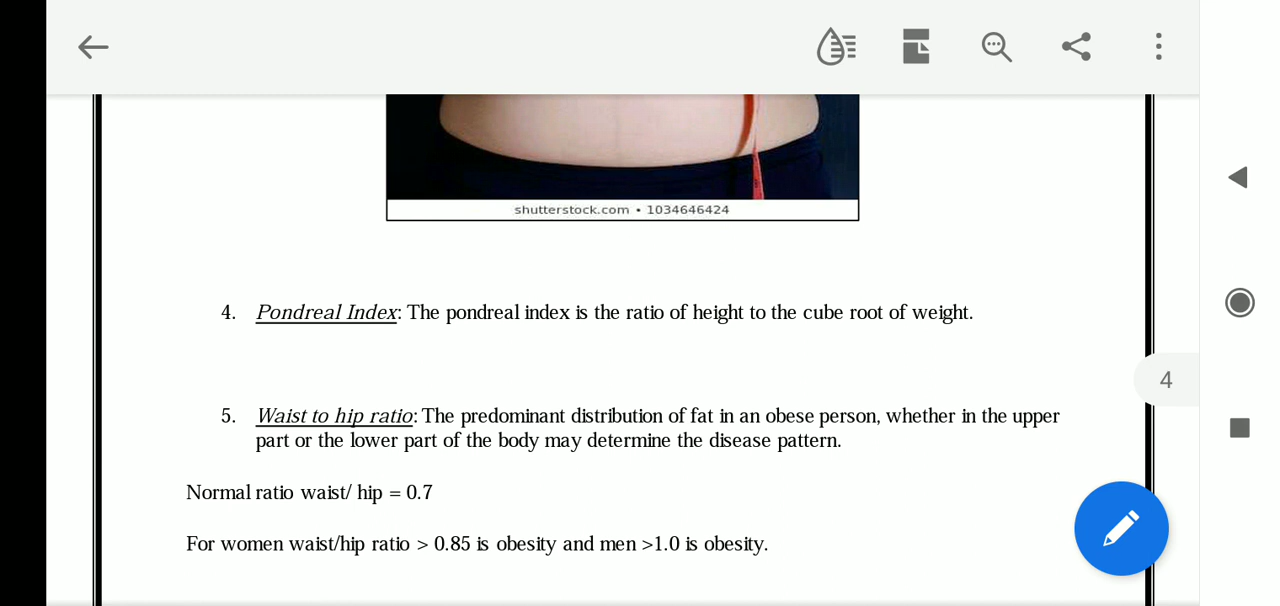 shutterstock.com • 1034646424
4. Pondreal Index: The pondreal index is the ratio of height to the cube root of weight.
4
5. Waist to hip ratio: The predominant distribution of fat in an obese person, whether in the upper
part or the lower part of the body may determine the disease pattern.
Normal ratio waist/ hip = 0.7
For women waist/hip ratio > 0.85 is obesity and men >1.0 is obesity.